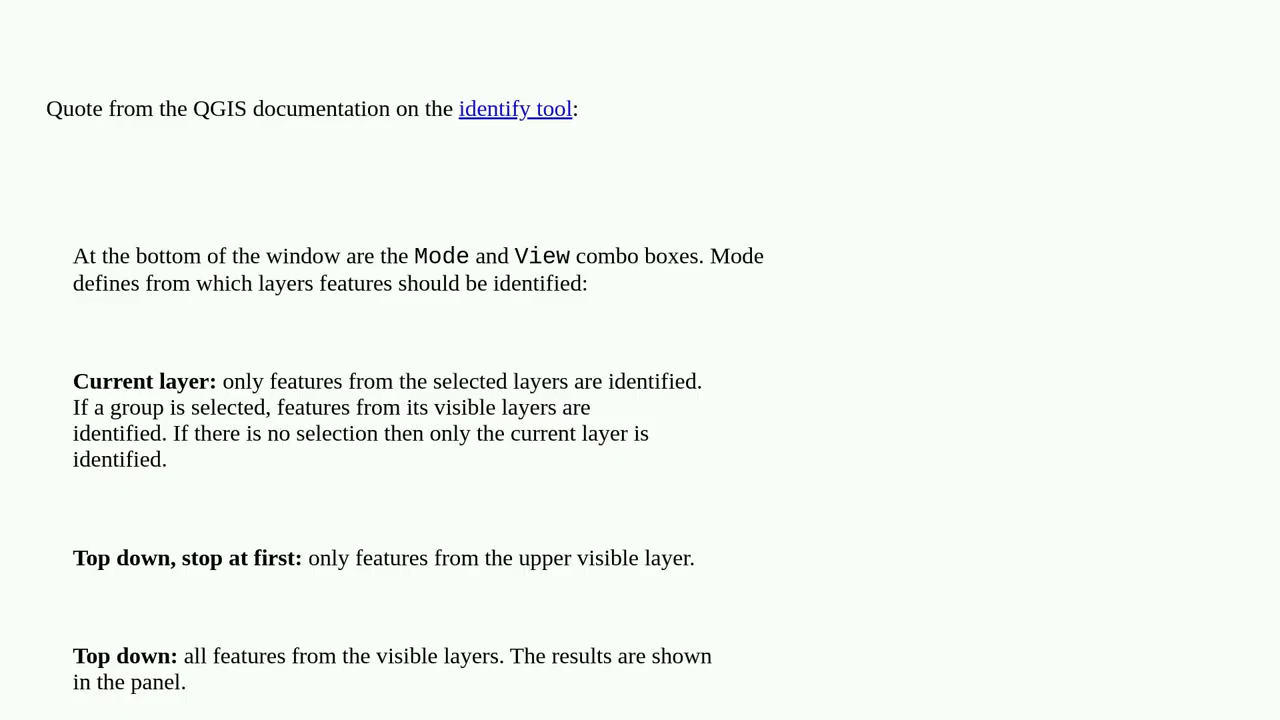 Quote from the QGIS documentation on the identify tool:
At the bottom of the window are the Mode and View combo boxes. Mode
defines from which layers features should be identified:
Current layer: only features from the selected layers are identified.
If a group is selected, features from its visible layers are
identified. If there is no selection then only the current layer is
identified.
Top down, stop at first: only features from the upper visible layer.
Top down: all features from the visible layers. The results are shown
in the panel.